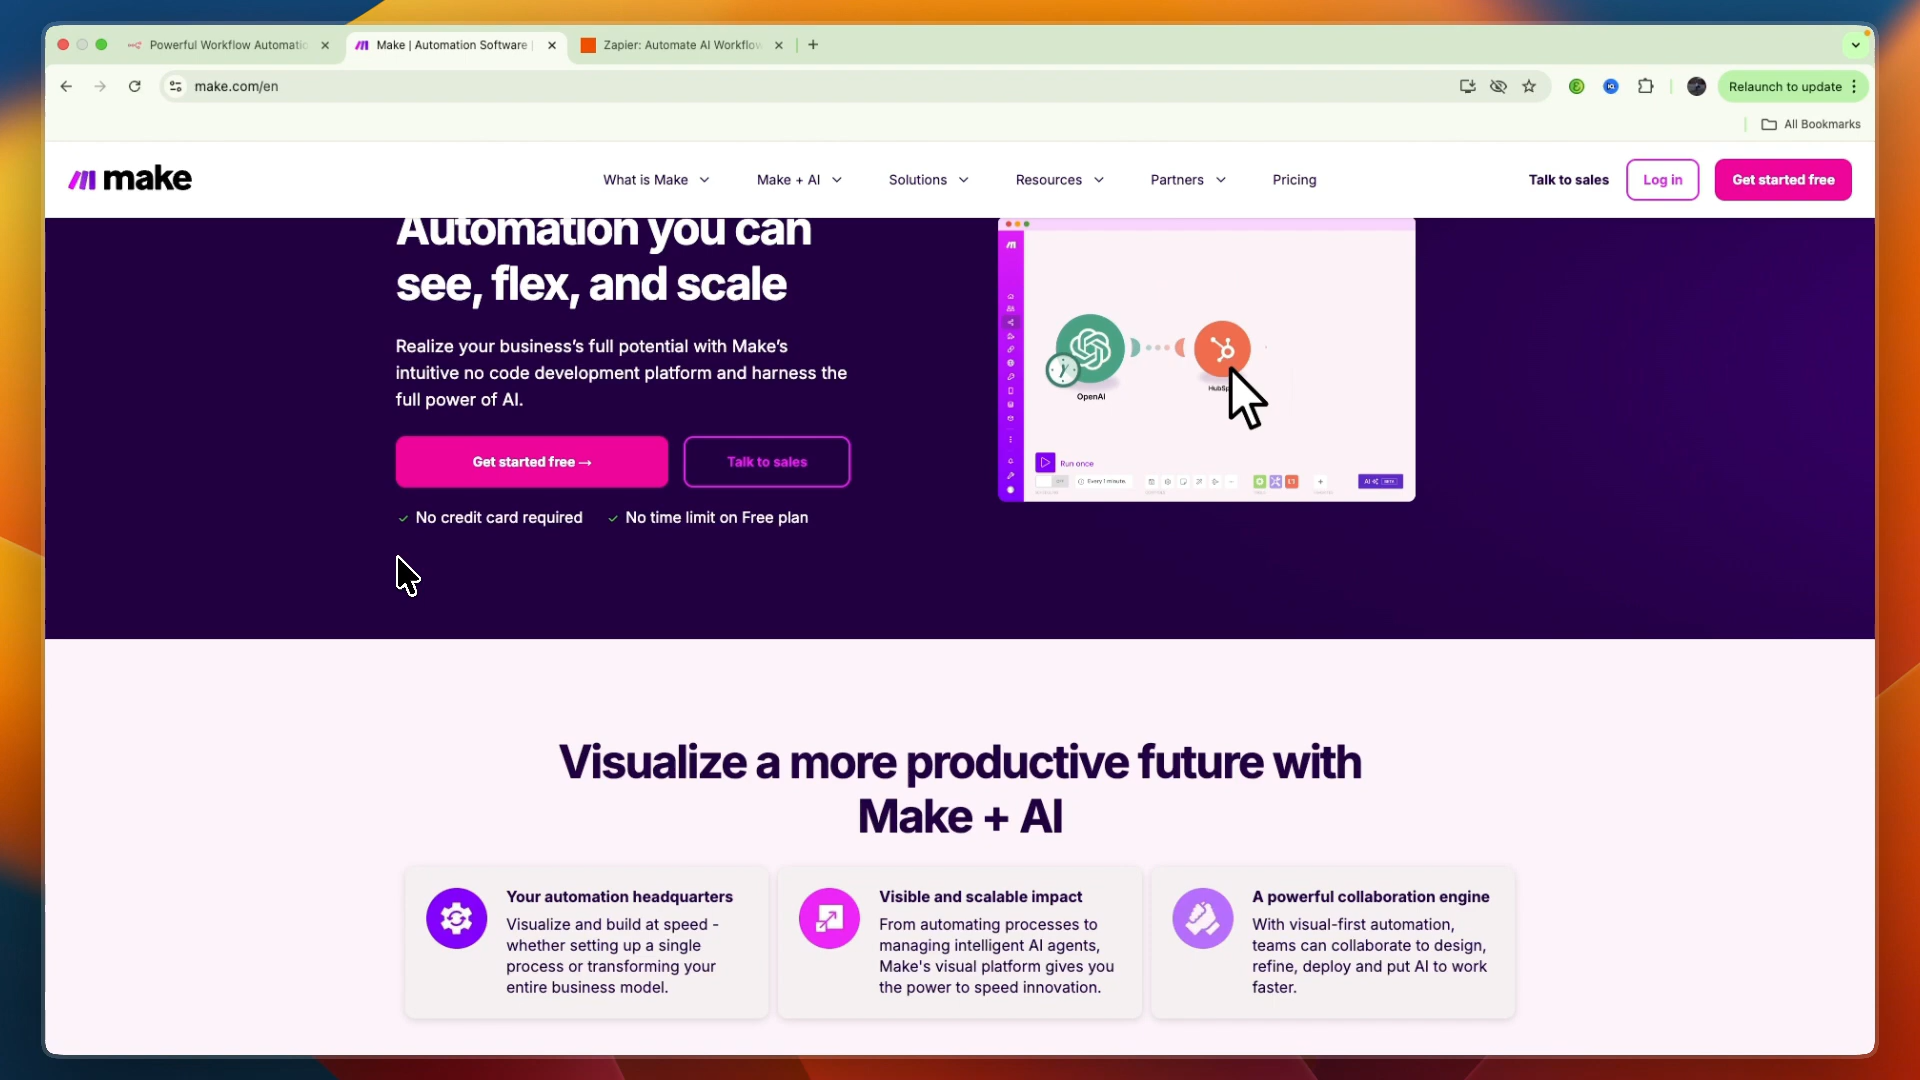 Powerful Workflow Automatio
Make | Automation Software |
Zapier: Automate AI Workflow
make.com/en
Relaunch to update
All Bookmarks
make
What is Make
Make + AI
Solutions
Resources
Partners
Pricing
Talk to sales
Log in
Get started free
Automation you can
see, flex, and scale
Realize your business's full potential with Make's
intuitive no code development platform and harness the
full power of AI.
Get started free →
Talk to sales
No credit card required
No time limit on Free plan
OpenAI
HubSp
Run once
Every 1 minute.
AI
BETA
Visualize a more productive future with
Make + AI
Your automation headquarters
Visualize and build at speed -
whether setting up a single
process or transforming your
entire business model.
Visible and scalable impact
From automating processes to
managing intelligent AI agents,
Make's visual platform gives you
the power to speed innovation.
A powerful collaboration engine
With visual-first automation,
teams can collaborate to design,
refine, deploy and put AI to work
faster.